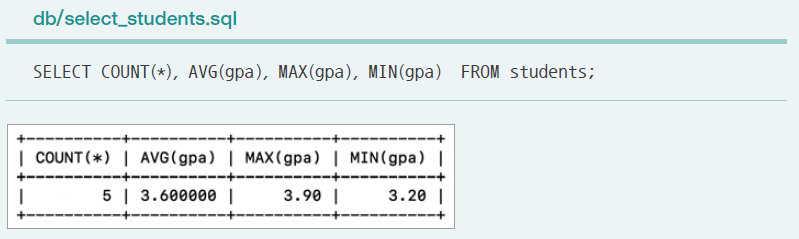 db/select_students.sql
SELECT COUNT(*), AVG(gpa), MAX(gpa), MIN(gpa)  FROM students;
+----------+----------+----------+----------+
| COUNT(*) | AVG(gpa) | MAX(gpa) | MIN(gpa) |
+----------+----------+----------+----------+
|        5 | 3.600000 |     3.90 |     3.20 |
+----------+----------+----------+----------+